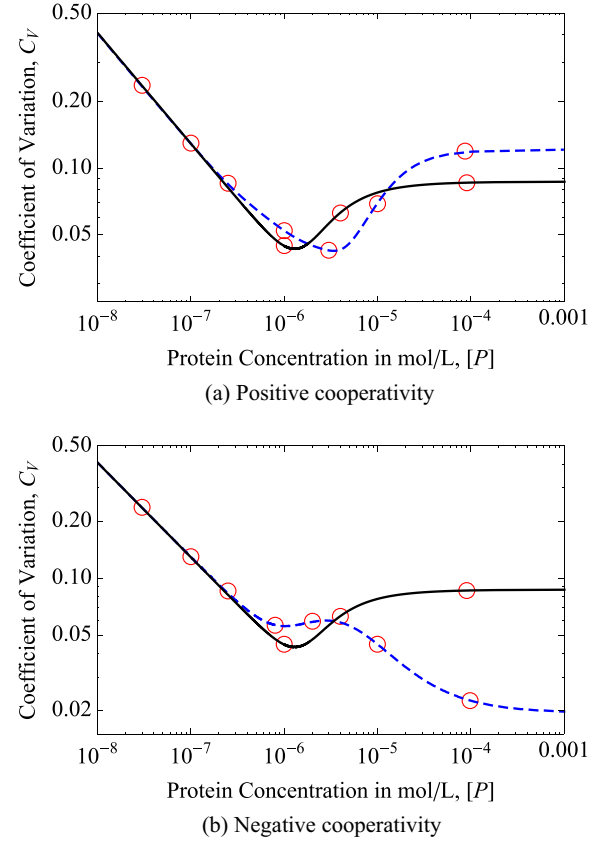 0.50
0.20
0.10
0.05
Coefficient of Variation, C_V
10⁻⁸ 10⁻⁷ 10⁻⁶ 10⁻⁵ 10⁻⁴ 0.001
Protein Concentration in mol/L, [P]
(a) Positive cooperativity
0.50
0.20
0.10
0.05
0.02
Coefficient of Variation, C_V
10⁻⁸ 10⁻⁷ 10⁻⁶ 10⁻⁵ 10⁻⁴ 0.001
Protein Concentration in mol/L, [P]
(b) Negative cooperativity